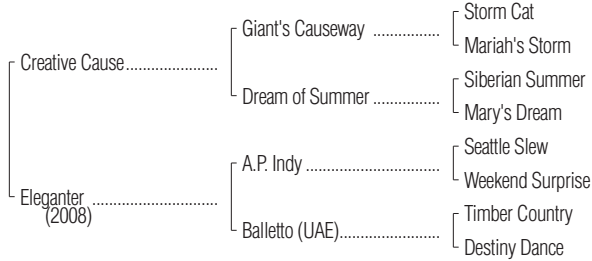 Storm Cat
Giant's Causeway ................
Mariah's Storm
Creative Cause......................
Siberian Summer
Dream of Summer ................
Mary's Dream
Seattle Slew
A.P. Indy ................................
Weekend Surprise
Eleganter ..............................
(2008)
Timber Country
Balletto (UAE)........................
Destiny Dance